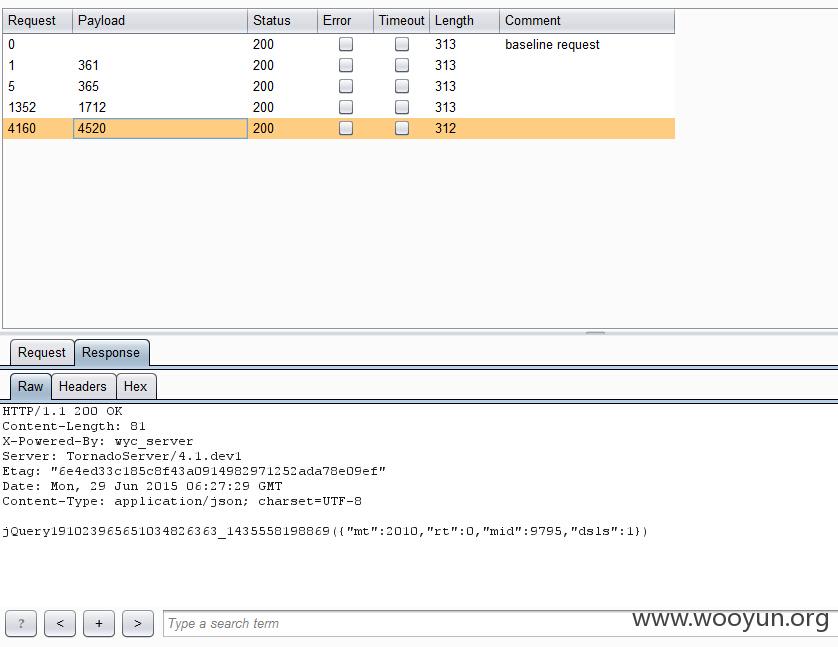 Request Payload Status Error Timeout Length Comment
0 200 313 baseline request
1 361 200 313
5 365 200 313
1352 1712 200 313
4160 4520 200 312
Request Response
Raw Headers Hex
HTTP/1.1 200 OK
Content-Length: 81
X-Powered-By: wyc_server
Server: TornadoServer/4.1.dev1
Etag: "6e4ed33c185c8f43a0914982971252ada78e09ef"
Date: Mon, 29 Jun 2015 06:27:29 GMT
Content-Type: application/json; charset=UTF-8
jQuery191023965651034826363_1435558198869({"mt":2010,"rt":0,"mid":9795,"dsls":1})
? < + > Type a search term
www.wooyun.org